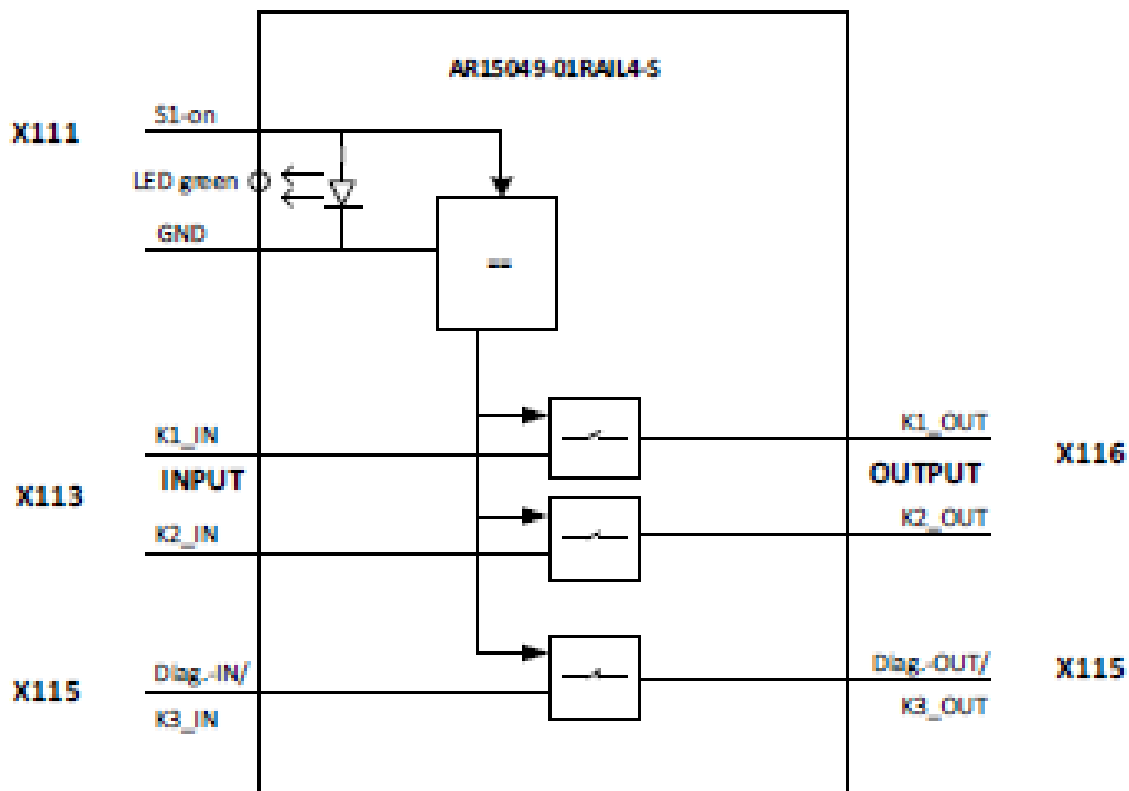 AR15049-01RAIL4-S
S1-on
X111
LED green
GND
--
K1_IN
K1_OUT
X116
INPUT
OUTPUT
X113
K2_IN
K2_OUT
Diag.-IN/
Diag.-OUT/
X115
X115
K3_IN
K3_OUT